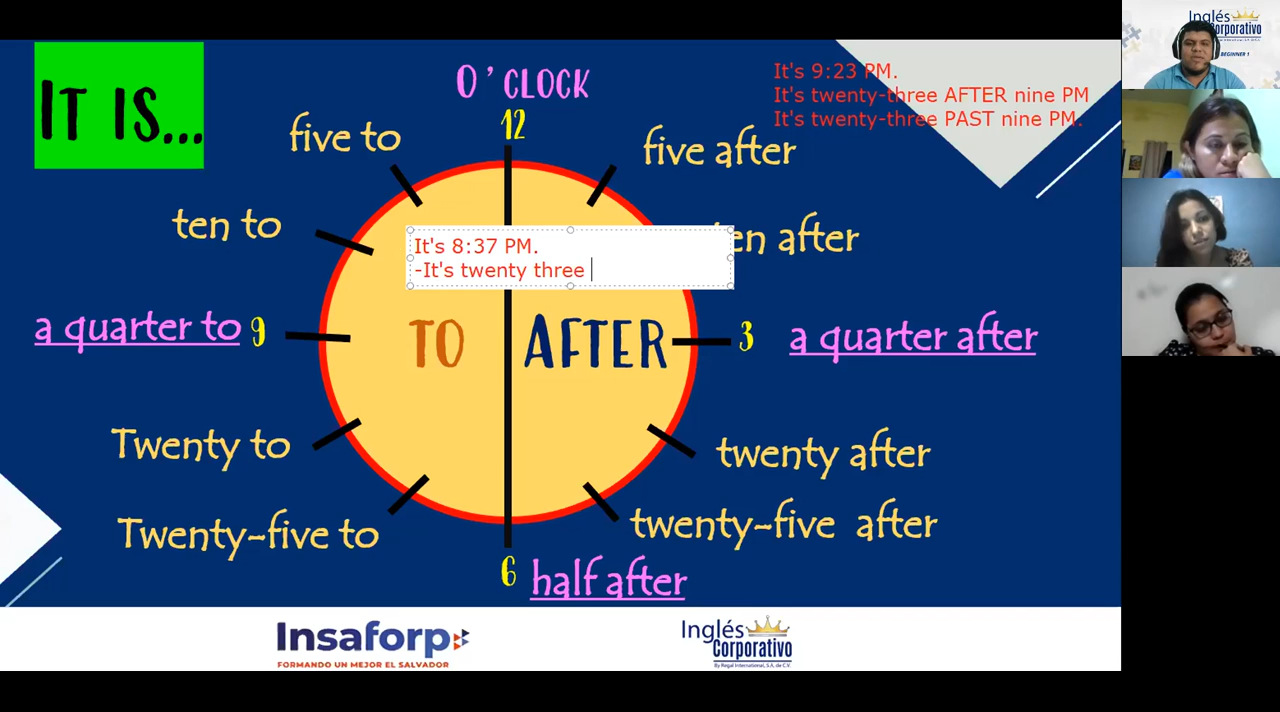 IT IS...
O'CLOCK
12
five to
five after
ten to
en after
a quarter to 9
3 a quarter after
TO
AFTER
Twenty to
twenty after
Twenty-five to
twenty-five after
6 half after
It's 9:23 PM.
It's twenty-three AFTER nine PM
It's twenty-three PAST nine PM.
It's 8:37 PM.
-It's twenty three
Insaforp
FORMANDO UN MEJOR EL SALVADOR
Inglés
Corporativo
By Regal International, S.A. de C.V.
Inglés
Corporativo
BEGINNER 1